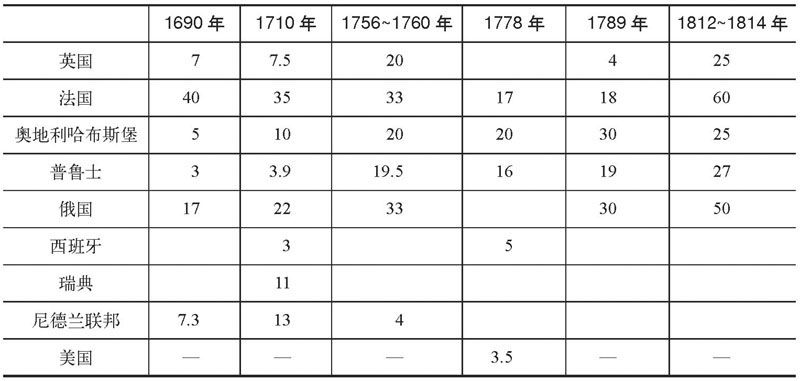 1690 年 1710 年 1756~1760 年 1778 年 1789 年 1812~1814 年
英国 7 7.5 20 4 25
法国 40 35 33 17 18 60
奥地利哈布斯堡 5 10 20 20 30 25
普鲁士 3 3.9 19.5 16 19 27
俄国 17 22 33 30 50
西班牙 3 5
瑞典 11
尼德兰联邦 7.3 13 4
美国 — — — 3.5 — —